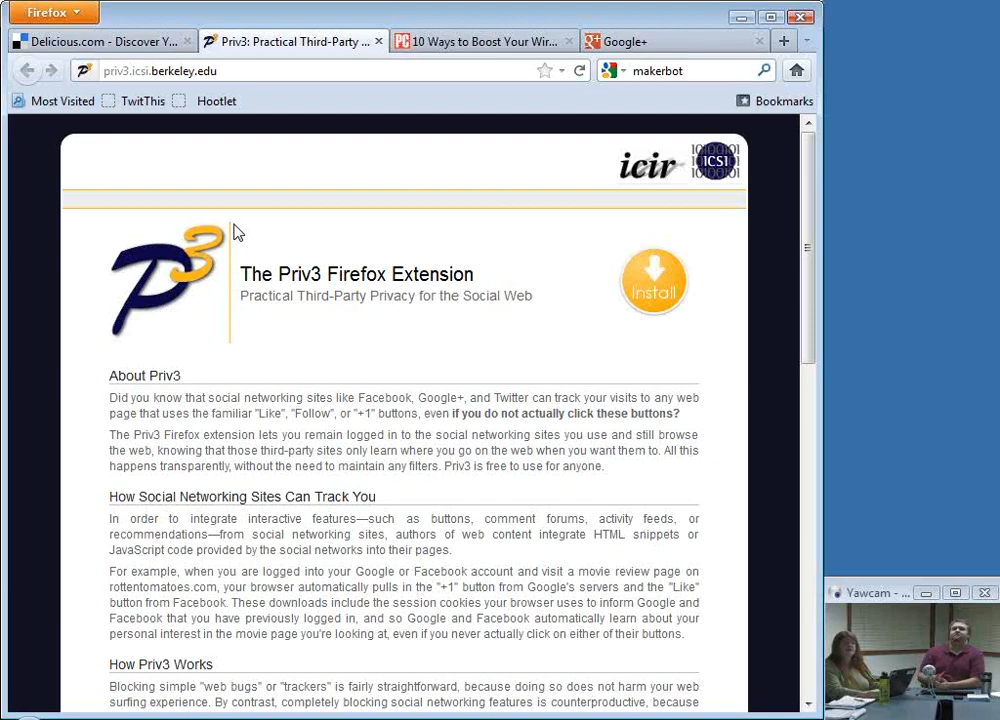 Firefox
Delicious.com - Discover Y...
Priv3: Practical Third-Party ...
PC 10 Ways to Boost Your Wir...
Google+
priv3.icsi.berkeley.edu
makerbot
Most Visited
TwitThis
Hootlet
Bookmarks
icir
ICSI
P3
The Priv3 Firefox Extension
Practical Third-Party Privacy for the Social Web
Install
About Priv3
Did you know that social networking sites like Facebook, Google+, and Twitter can track your visits to any web
page that uses the familiar "Like", "Follow", or "+1" buttons, even if you do not actually click these buttons?
The Priv3 Firefox extension lets you remain logged in to the social networking sites you use and still browse
the web, knowing that those third-party sites only learn where you go on the web when you want them to. All this
happens transparently, without the need to maintain any filters. Priv3 is free to use for anyone.
How Social Networking Sites Can Track You
In order to integrate interactive features—such as buttons, comment forums, activity feeds, or
recommendations—from social networking sites, authors of web content integrate HTML snippets or
JavaScript code provided by the social networks into their pages.
For example, when you are logged into your Google or Facebook account and visit a movie review page on
rottentomatoes.com, your browser automatically pulls in the "+1" button from Google's servers and the "Like"
button from Facebook. These downloads include the session cookies your browser uses to inform Google and
Facebook that you have previously logged in, and so Google and Facebook automatically learn about your
personal interest in the movie page you're looking at, even if you never actually click on either of their buttons.
How Priv3 Works
Blocking simple "web bugs" or "trackers" is fairly straightforward, because doing so does not harm your web
surfing experience. By contrast, completely blocking social networking features is counterproductive, because
Yawcam - ...